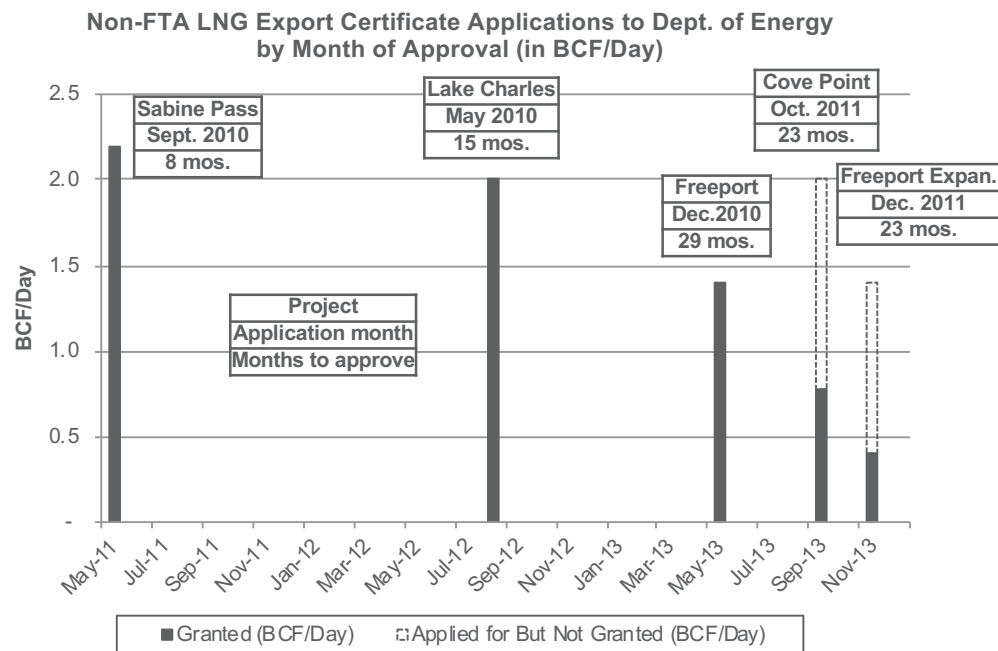 Non-FTA LNG Export Certificate Applications to Dept. of Energy
by Month of Approval (in BCF/Day)
2.5
2.0
1.5
1.0
0.5
-
BCF/Day
Sabine Pass
Sept. 2010
8 mos.
Lake Charles
May 2010
15 mos.
Cove Point
Oct. 2011
23 mos.
Freeport
Dec.2010
29 mos.
Freeport Expan.
Dec. 2011
23 mos.
Project
Application month
Months to approve
May-11
Jul-11
Sep-11
Nov-11
Jan-12
Mar-12
May-12
Jul-12
Sep-12
Nov-12
Jan-13
Mar-13
May-13
Jul-13
Sep-13
Nov-13
Granted (BCF/Day)
Applied for But Not Granted (BCF/Day)